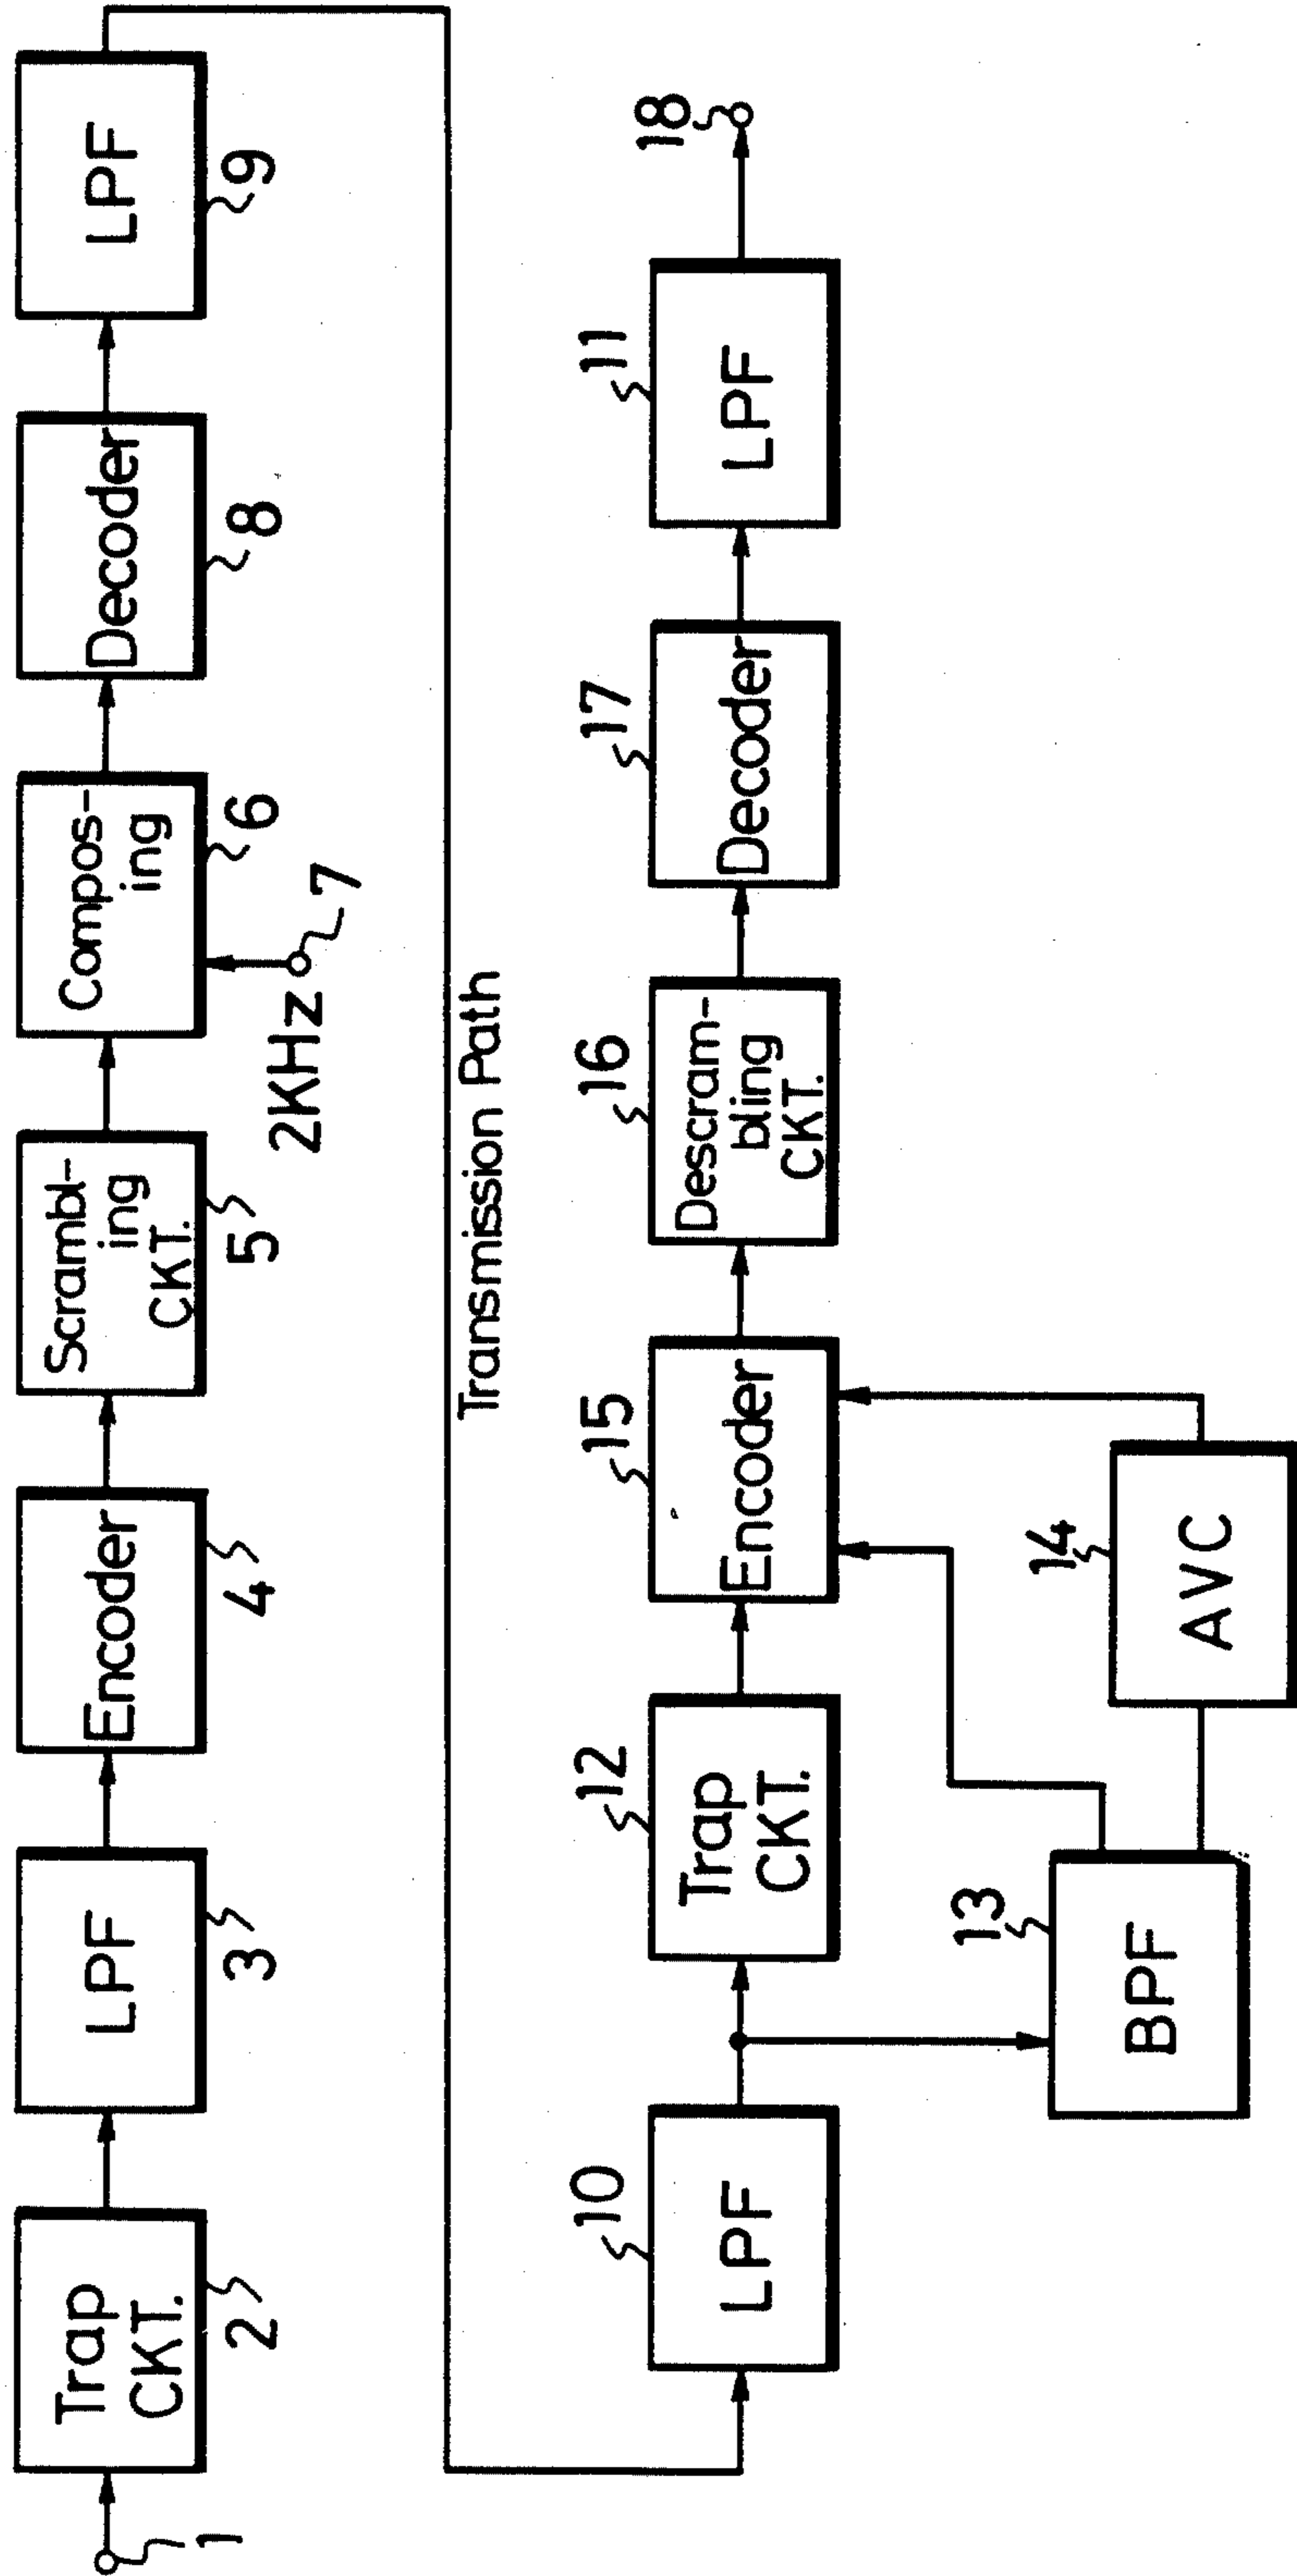 1
Trap
CKT.
2
LPF
3
Encoder
4
Scrambl-
ing
CKT.
5
Compos-
ing
6
2KHz
7
Decoder
8
LPF
9
Transmission Path
LPF
10
Trap
CKT.
12
BPF
13
AVC
14
Encoder
15
Descram-
bling
CKT.
16
Decoder
17
LPF
11
18